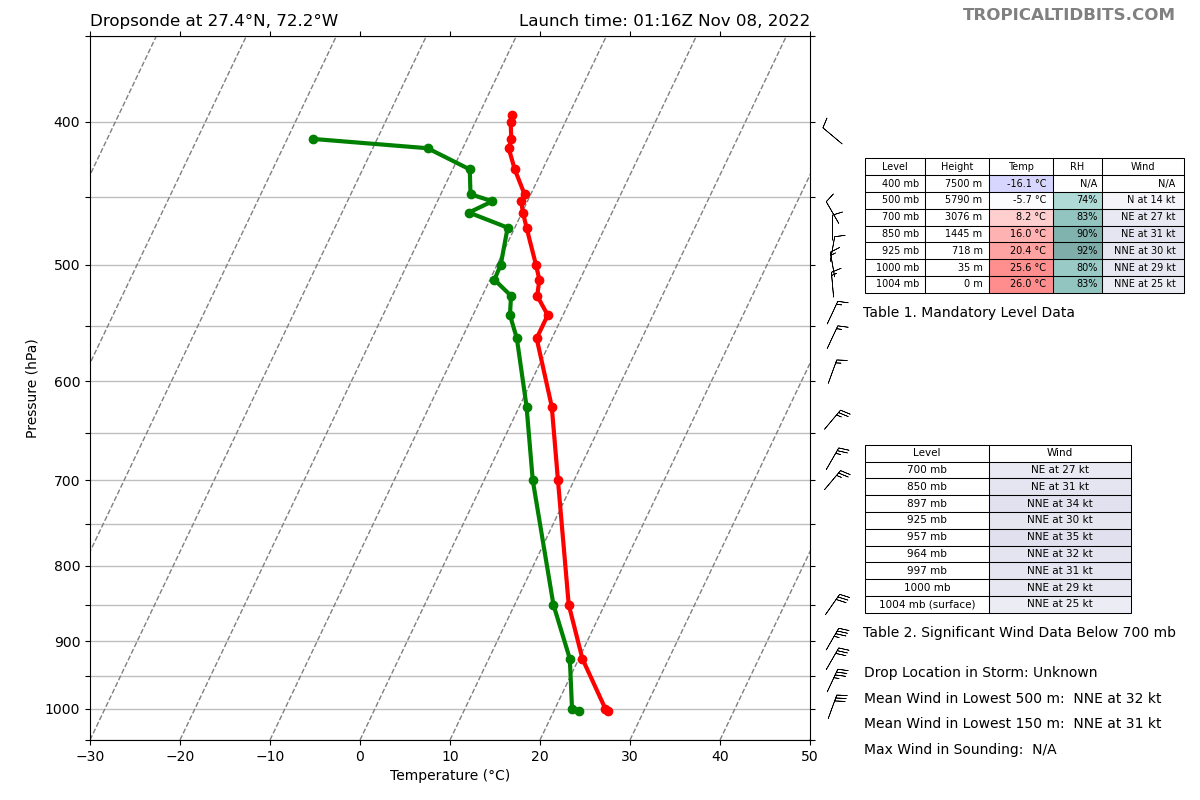 Dropsonde at 27.4°N, 72.2°W
Launch time: 01:16Z Nov 08, 2022
TROPICALTIDBITS.COM
Pressure (hPa)
400
500
600
700
800
900
1000
−30 −20 −10 0 10 20 30 40 50
Temperature (°C)
Level Height Temp RH Wind
400 mb 7500 m -16.1 °C N/A N/A
500 mb 5790 m -5.7 °C 74% N at 14 kt
700 mb 3076 m 8.2 °C 83% NE at 27 kt
850 mb 1445 m 16.0 °C 90% NE at 31 kt
925 mb 718 m 20.4 °C 92% NNE at 30 kt
1000 mb 35 m 25.6 °C 80% NNE at 29 kt
1004 mb 0 m 26.0 °C 83% NNE at 25 kt
Table 1. Mandatory Level Data
Level Wind
700 mb NE at 27 kt
850 mb NE at 31 kt
897 mb NNE at 34 kt
925 mb NNE at 30 kt
957 mb NNE at 35 kt
964 mb NNE at 32 kt
997 mb NNE at 31 kt
1000 mb NNE at 29 kt
1004 mb (surface) NNE at 25 kt
Table 2. Significant Wind Data Below 700 mb
Drop Location in Storm: Unknown
Mean Wind in Lowest 500 m: NNE at 32 kt
Mean Wind in Lowest 150 m: NNE at 31 kt
Max Wind in Sounding: N/A